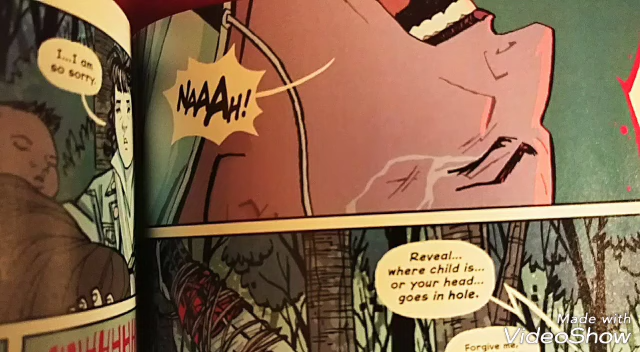 I...I am
so sorry.
NAAAH!
Reveal...
where child is...
or your head...
goes in hole.
Forgive me,
Made with
VideoShow